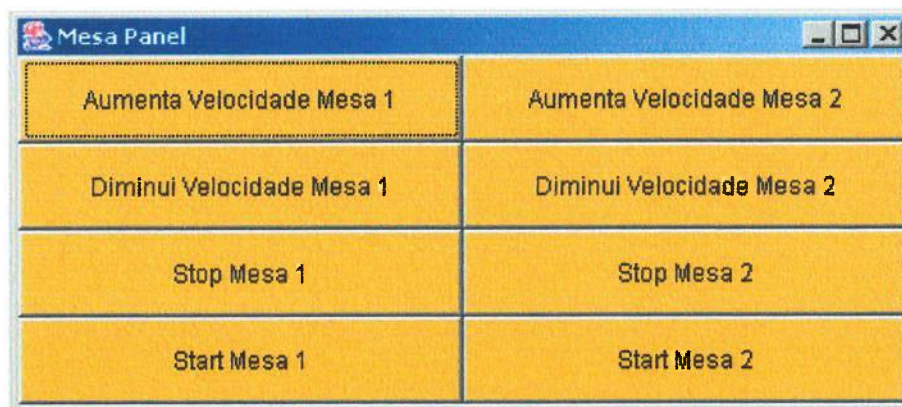 Mesa Panel
Aumenta Velocidade Mesa 1 Aumenta Velocidade Mesa 2
Diminui Velocidade Mesa 1 Diminui Velocidade Mesa 2
Stop Mesa 1 Stop Mesa 2
Start Mesa 1 Start Mesa 2